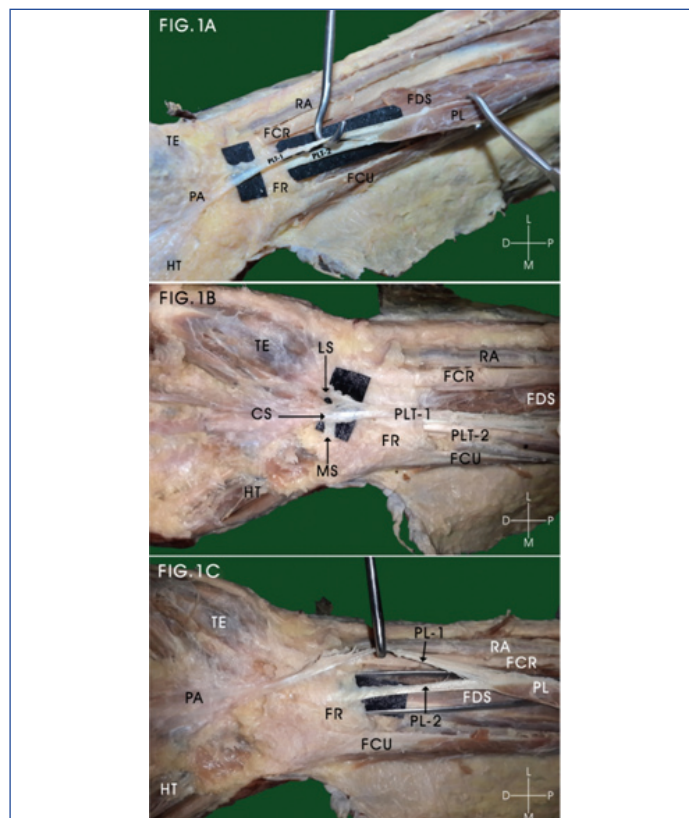 FIG.1A
RA
FDS
TE
FCR
PL
PLT-1
PLT-2
PA
FR
FCU
HT
L
D P
M
FIG.1B
LS
TE
RA
FCR
FDS
CS
PLT-1
PLT-2
FR
MS
FCU
HT
L
D P
M
FIG.1C
TE
PL-1
RA
FCR
PL
PA
FDS
FR
PL-2
FCU
HT
L
D P
M